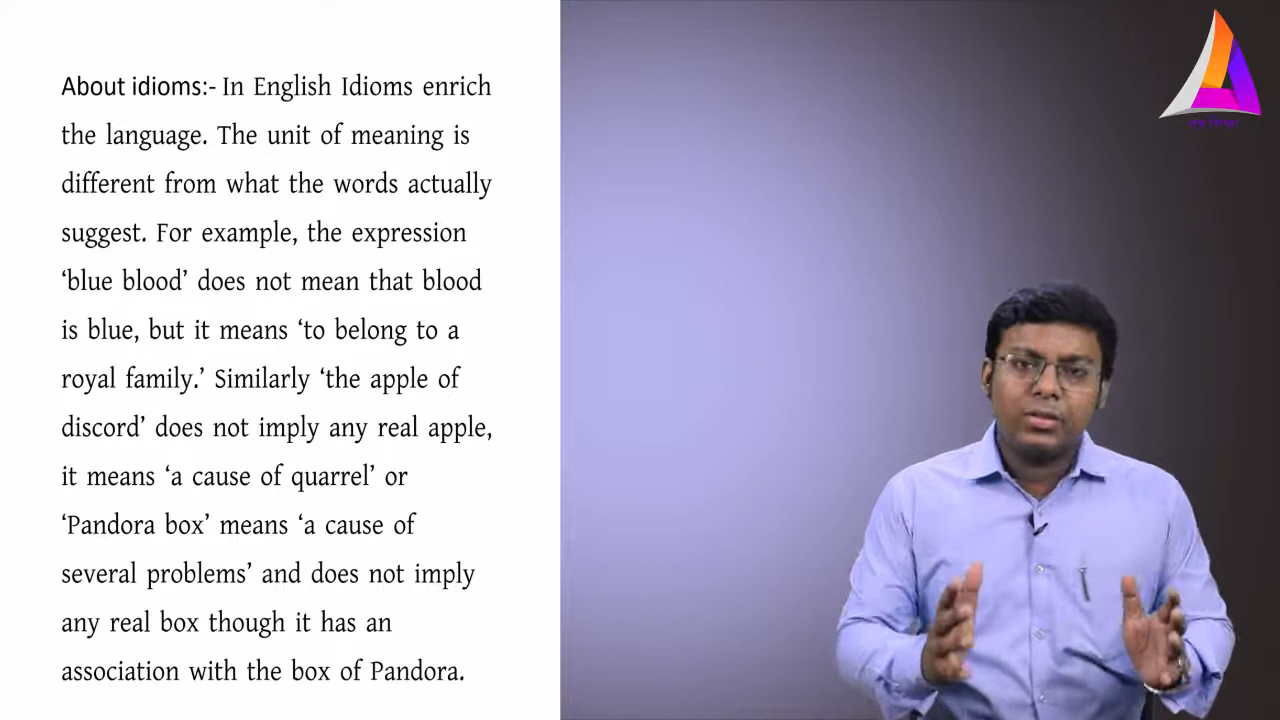 About idioms:- In English Idioms enrich
the language. The unit of meaning is
different from what the words actually
suggest. For example, the expression
‘blue blood’ does not mean that blood
is blue, but it means ‘to belong to a
royal family.’ Similarly ‘the apple of
discord’ does not imply any real apple,
it means ‘a cause of quarrel’ or
‘Pandora box’ means ‘a cause of
several problems’ and does not imply
any real box though it has an
association with the box of Pandora.